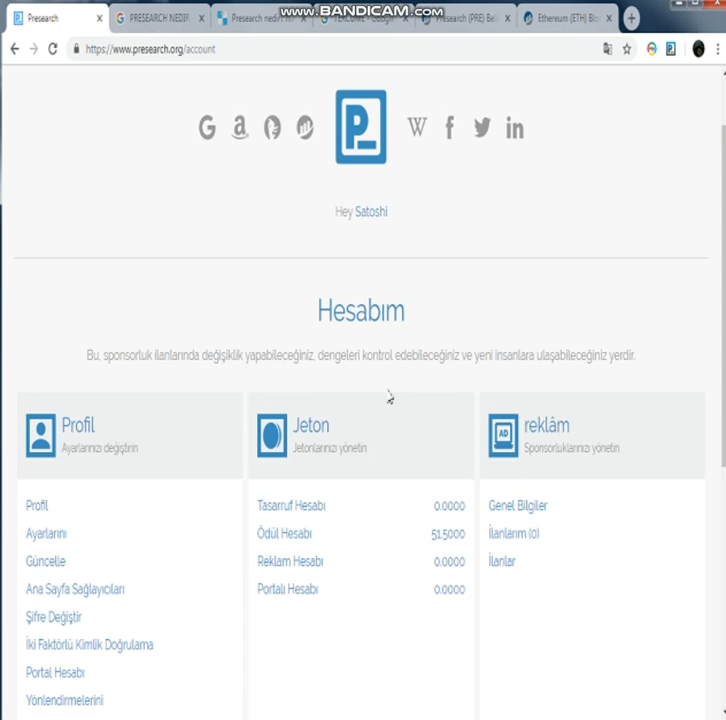 www.BANDICAM.com
Presearch
PRESEARCH NEDİR
Presearch nedir?
Presearch (PRE)
Ethereum (ETH)
https://www.presearch.org/account
Hey Satoshi
Hesabım
Bu, sponsorluk ilanlarında değişiklik yapabileceğiniz, dengeleri kontrol edebileceğiniz ve yeni insanlara ulaşabileceğiniz yerdir.
Profil
Ayarlarınızı değiştirin
Profil
Ayarlarını
Güncelle
Ana Sayfa Sağlayıcıları
Şifre Değiştir
İki Faktörlü Kimlik Doğrulama
Portal Hesabı
Yönlendirmelerini
Jeton
Jetonlarınızı yönetin
Tasarruf Hesabı 0.0000
Ödül Hesabı 51.5000
Reklam Hesabı 0.0000
Portalı Hesabı 0.0000
AD
reklâm
Sponsorluklarınızı yönetin
Genel Bilgiler
İlanlarım (0)
İlanlar